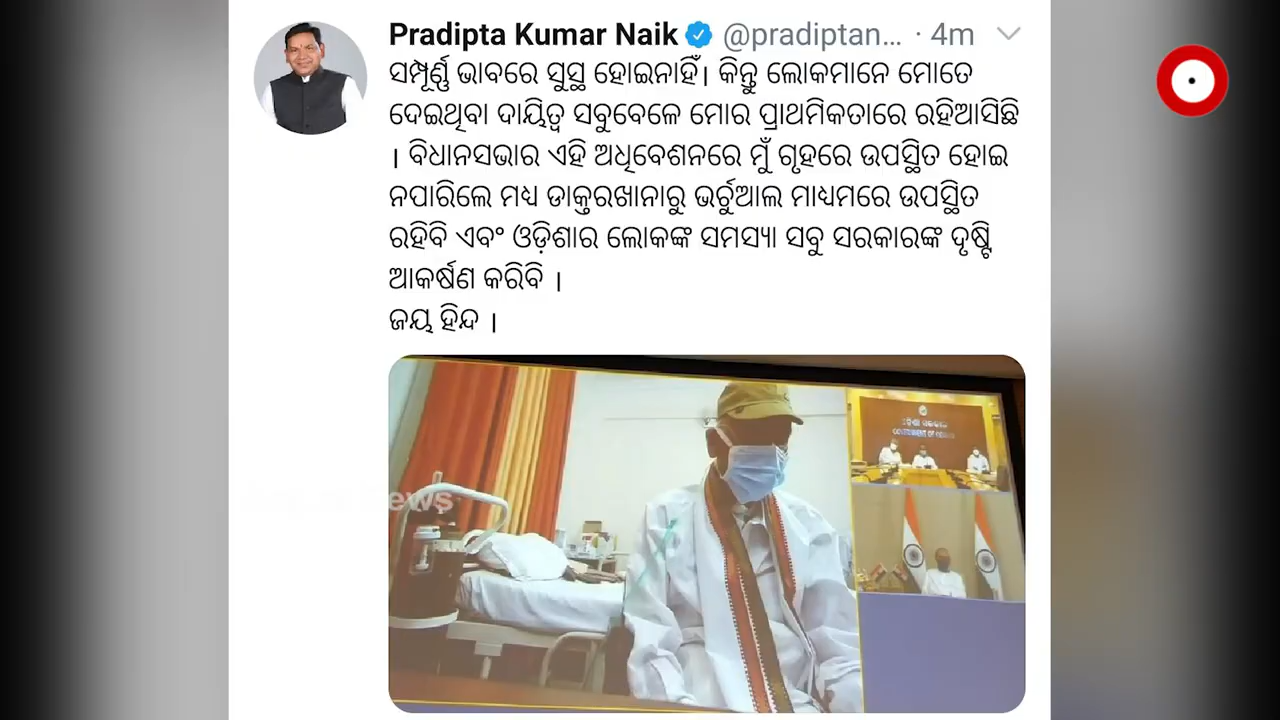 Pradipta Kumar Naik @pradiptan... · 4m
ସମ୍ପୂର୍ଣ୍ଣ ଭାବରେ ସୁସ୍ଥ ହୋଇନାହିଁ। କିନ୍ତୁ ଲୋକମାନେ ମୋତେ
ଦେଇଥିବା ଦାୟିତ୍ୱ ସବୁବେଳେ ମୋର ପ୍ରାଥମିକତାରେ ରହିଆସିଛି
। ବିଧାନସଭାର ଏହି ଅଧିବେଶନରେ ମୁଁ ଗୃହରେ ଉପସ୍ଥିତ ହୋଇ
ନପାରିଲେ ମଧ୍ୟ ଡାକ୍ତରଖାନାରୁ ଭର୍ଚୁଆଲ ମାଧ୍ୟମରେ ଉପସ୍ଥିତ
ରହିବି ଏବଂ ଓଡ଼ିଶାର ଲୋକଙ୍କ ସମସ୍ୟା ସବୁ ସରକାରଙ୍କ ଦୃଷ୍ଟି
ଆକର୍ଷଣ କରିବି ।
ଜୟ ହିନ୍ଦ ।
News